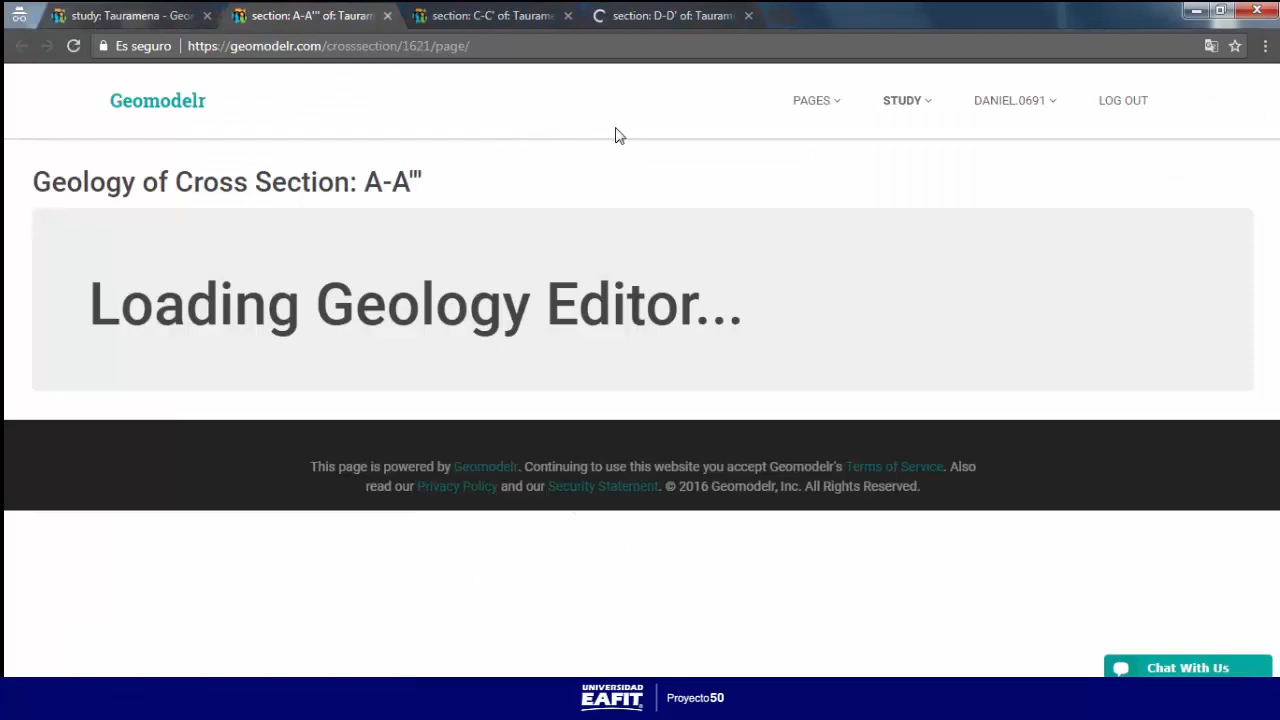 study: Tauramena - Geor
section: A-A''' of: Tauram
section: C-C' of: Taurame
section: D-D' of: Tauram
Es seguro
https://geomodelr.com/crosssection/1621/page/
Geomodelr
PAGES
STUDY
DANIEL.0691
LOG OUT
Geology of Cross Section: A-A'''
Loading Geology Editor...
This page is powered by Geomodelr. Continuing to use this website you accept Geomodelr's Terms of Service. Also
read our Privacy Policy and our Security Statement. © 2016 Geomodelr, Inc. All Rights Reserved.
Chat With Us
UNIVERSIDAD
EAFIT
Proyecto50